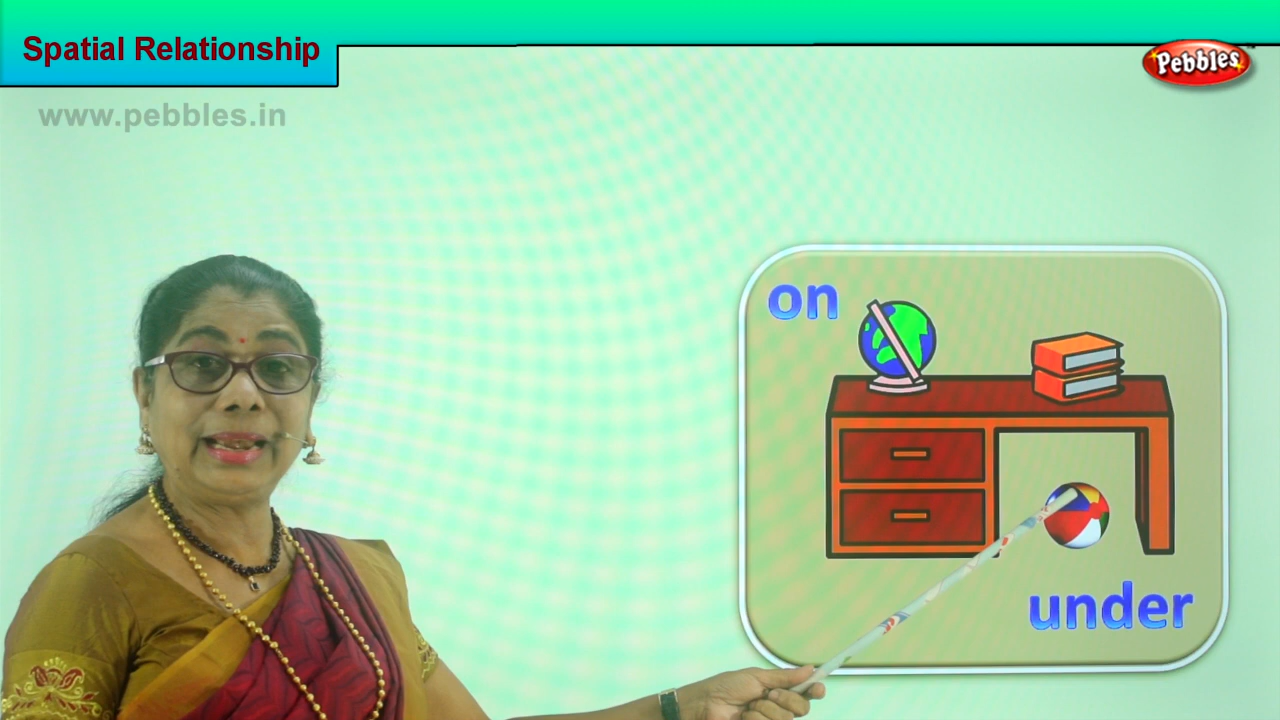 Spatial Relationship
Pebbles
www.pebbles.in
on
under